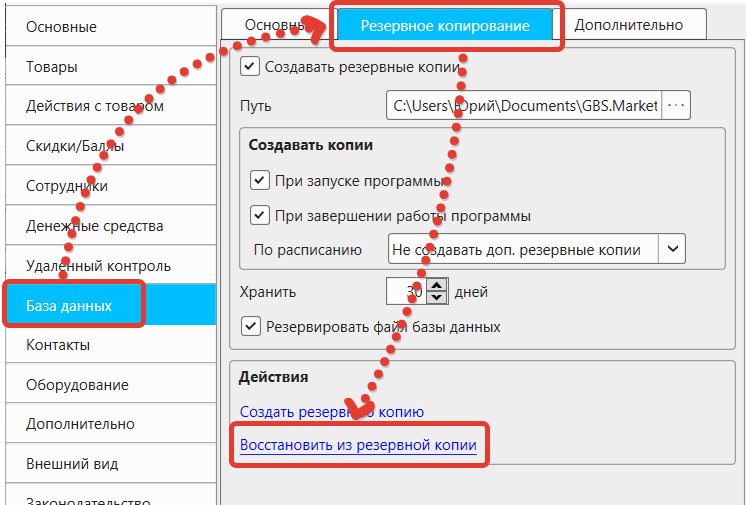 Основные
Товары
Действия с товаром
Скидки/Баллы
Сотрудники
Денежные средства
Удаленный контроль
База данных
Контакты
Оборудование
Дополнительно
Внешний вид
Законодательство
Основные
Резервное копирование
Дополнительно
Создавать резервные копии
Путь
C:\Users\Юрий\Documents\GBS.Market
...
Создавать копии
При запуске программы
При завершении работы программы
По расписанию
Не создавать доп. резервные копии
Хранить
30
дней
Резервировать файл базы данных
Действия
Создать резервную копию
Восстановить из резервной копии